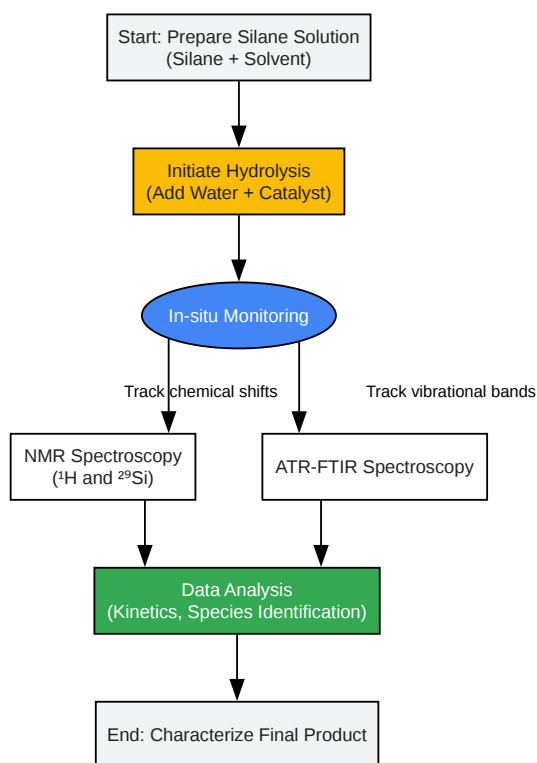 Start: Prepare Silane Solution
(Silane + Solvent)
Initiate Hydrolysis
(Add Water + Catalyst)
In-situ Monitoring
Track chemical shifts
Track vibrational bands
NMR Spectroscopy
(¹H and ²⁹Si)
ATR-FTIR Spectroscopy
Data Analysis
(Kinetics, Species Identification)
End: Characterize Final Product